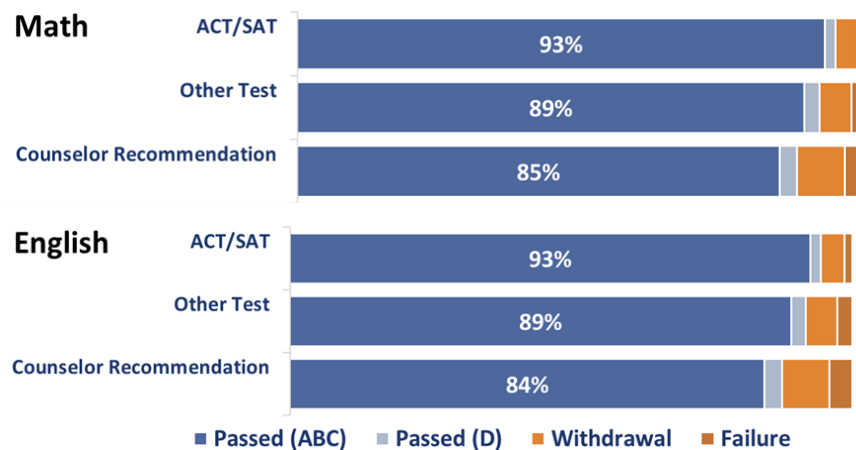 Math
ACT/SAT
93%
Other Test
89%
Counselor Recommendation
85%
English
ACT/SAT
93%
Other Test
89%
Counselor Recommendation
84%
Passed (ABC) Passed (D) Withdrawal Failure